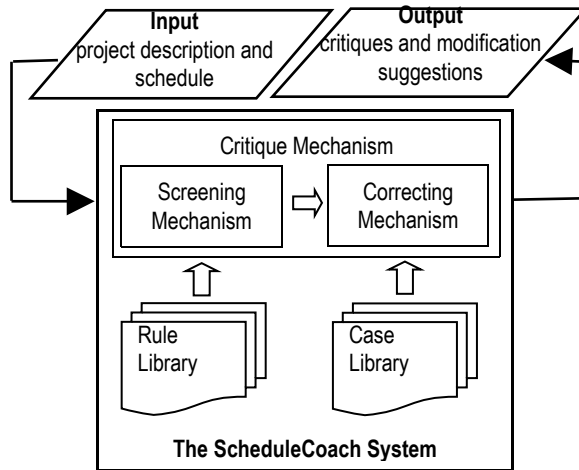 Input
project description and
schedule
Output
critiques and modification
suggestions
Critique Mechanism
Screening
Mechanism
Correcting
Mechanism
Rule
Library
Case
Library
The ScheduleCoach System